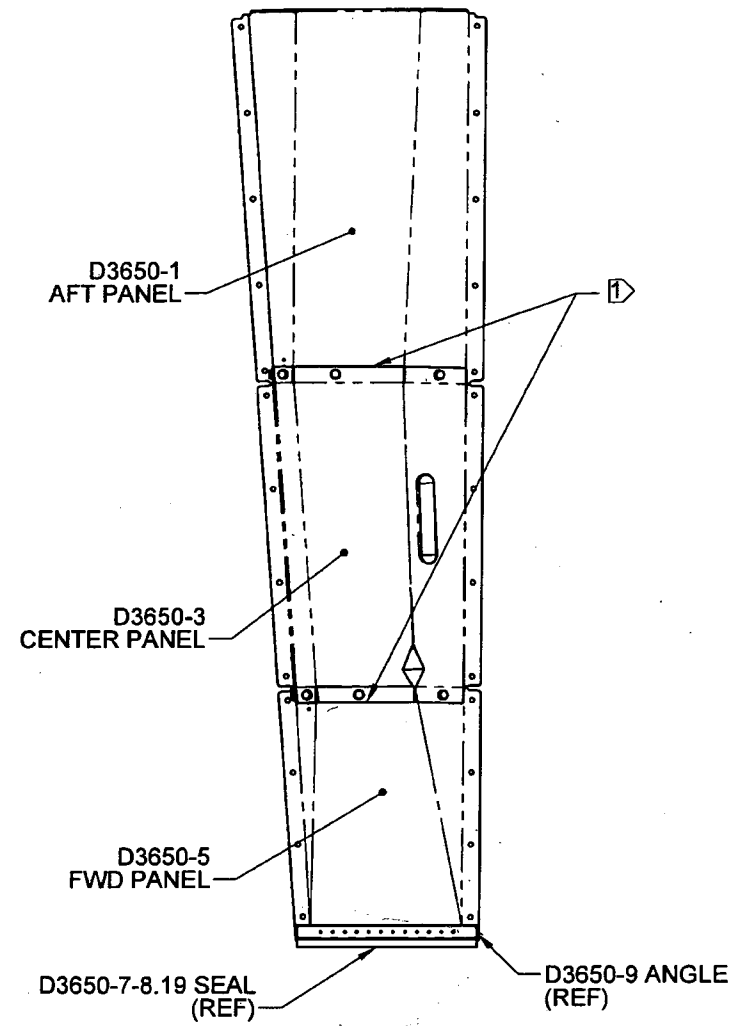 D3650-1
AFT PANEL
1
D3650-3
CENTER PANEL
D3650-5
FWD PANEL
D3650-7-8.19 SEAL
(REF)
D3650-9 ANGLE
(REF)